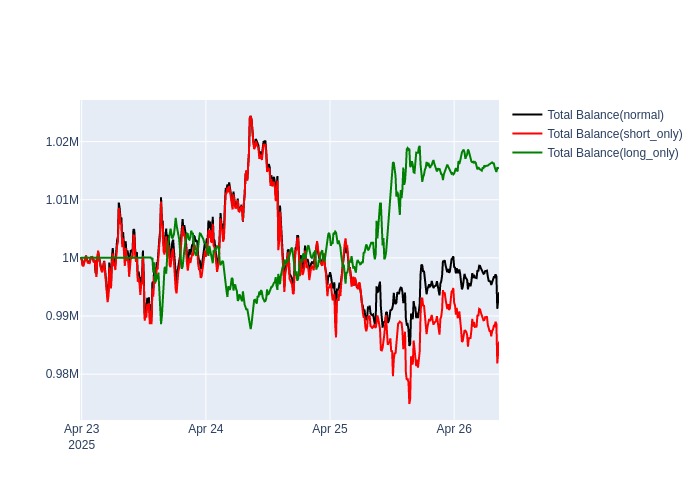 Total Balance(normal)
Total Balance(short_only)
Total Balance(long_only)
1.02M
1.01M
1M
0.99M
0.98M
Apr 23
2025
Apr 24
Apr 25
Apr 26